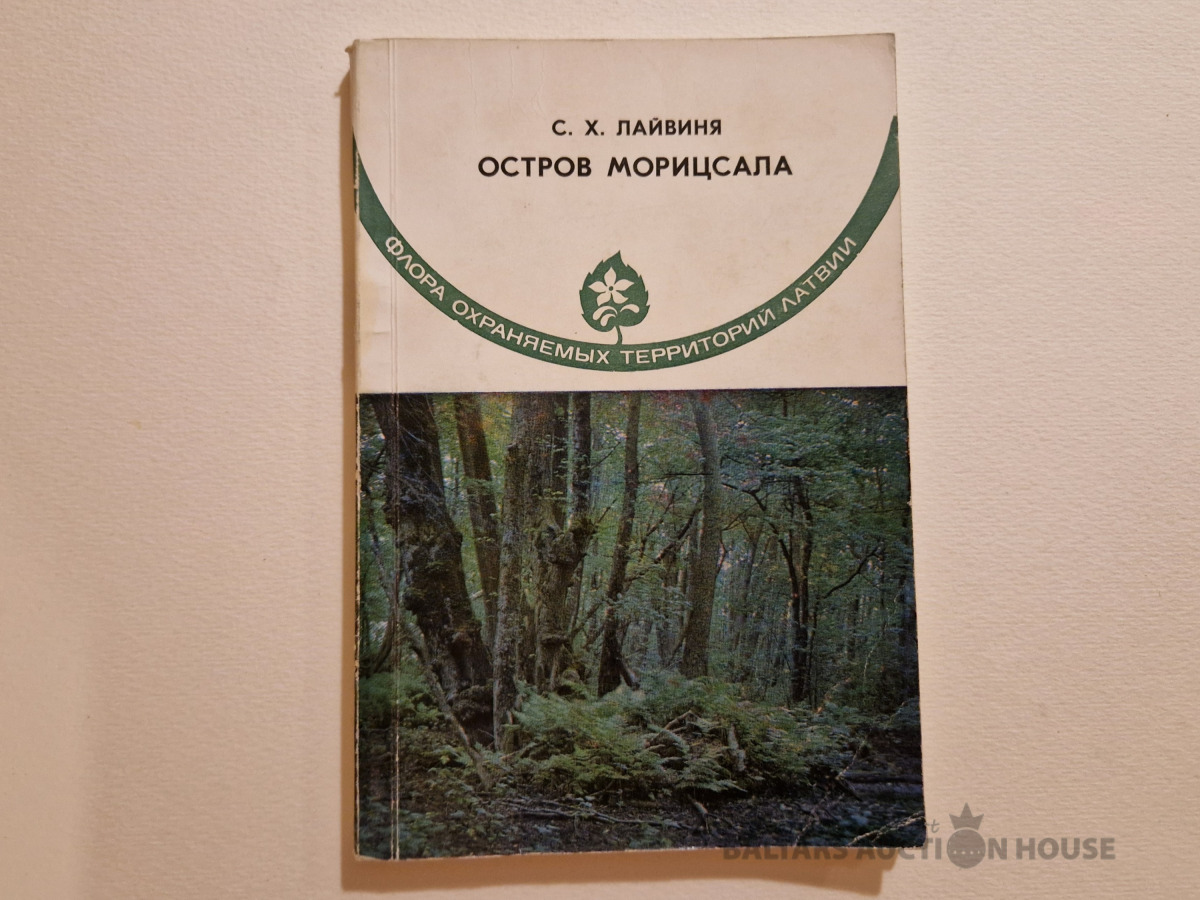 С. Х. ЛАЙВИНЯ
ОСТРОВ МОРИЦСАЛА
ФЛОРА ОХРАНЯЕМЫХ ТЕРРИТОРИЙ ЛАТВИИ
BALTARS AUCTION HOUSE